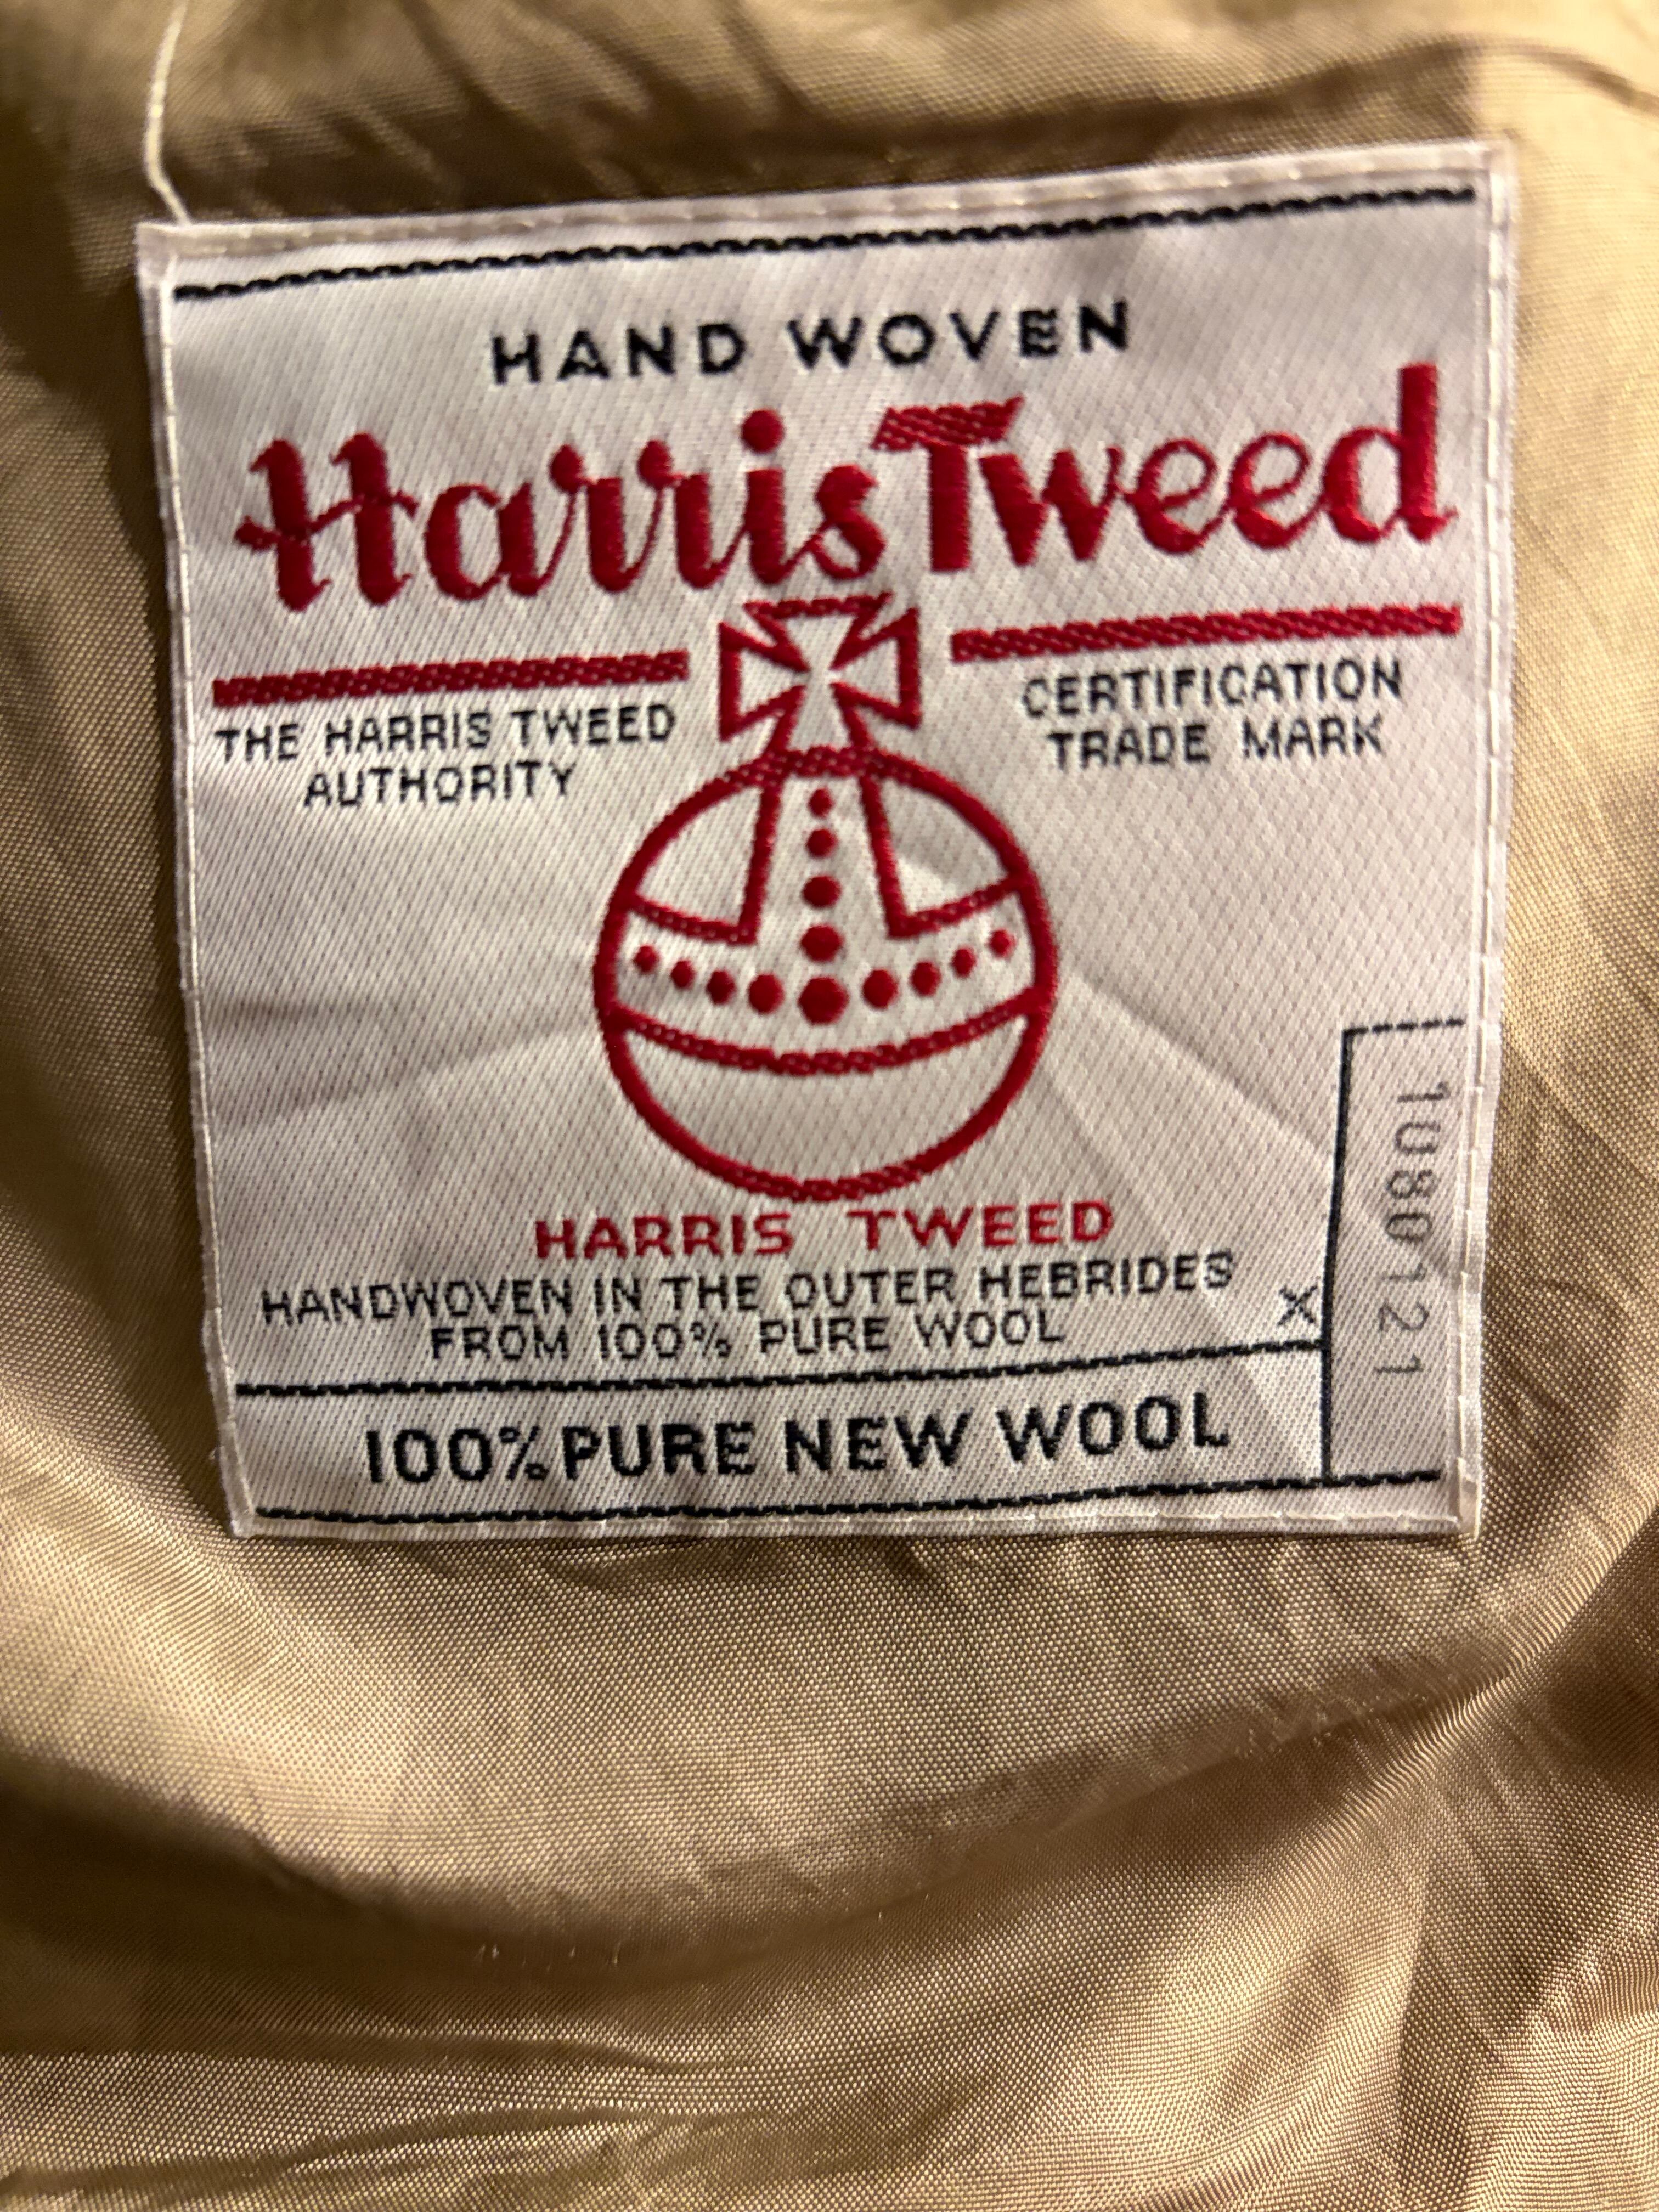 HAND WOVEN
Harris Tweed
THE HARRIS TWEED
AUTHORITY
CERTIFICATION
TRADE MARK
HARRIS TWEED
HANDWOVEN IN THE OUTER HEBRIDES
FROM 100% PURE WOOL
X
100% PURE NEW WOOL
1080121